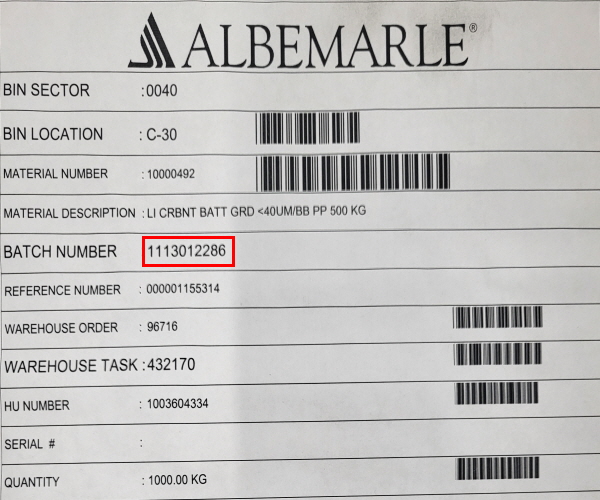 ALBEMARLE®
BIN SECTOR :0040
BIN LOCATION : C-30
MATERIAL NUMBER : 10000492
MATERIAL DESCRIPTION : LI CRBNT BATT GRD <40UM/BB PP 500 KG
BATCH NUMBER 1113012286
REFERENCE NUMBER : 000001155314
WAREHOUSE ORDER : 96716
WAREHOUSE TASK : 432170
HU NUMBER : 1003604334
SERIAL # :
QUANTITY : 1000.00 KG